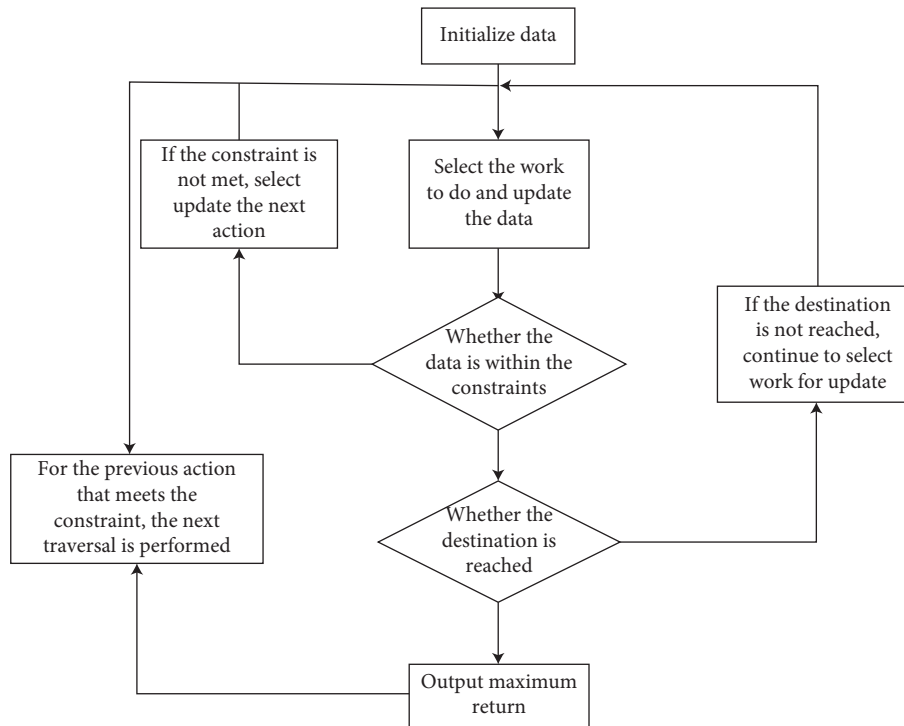 Initialize data
If the constraint is
not met, select
update the next
action
Select the work
to do and update
the data
If the destination
is not reached,
continue to select
work for update
Whether the
data is within the
constraints
For the previous action
that meets the
constraint, the next
traversal is performed
Whether the
destination is
reached
Output maximum
return